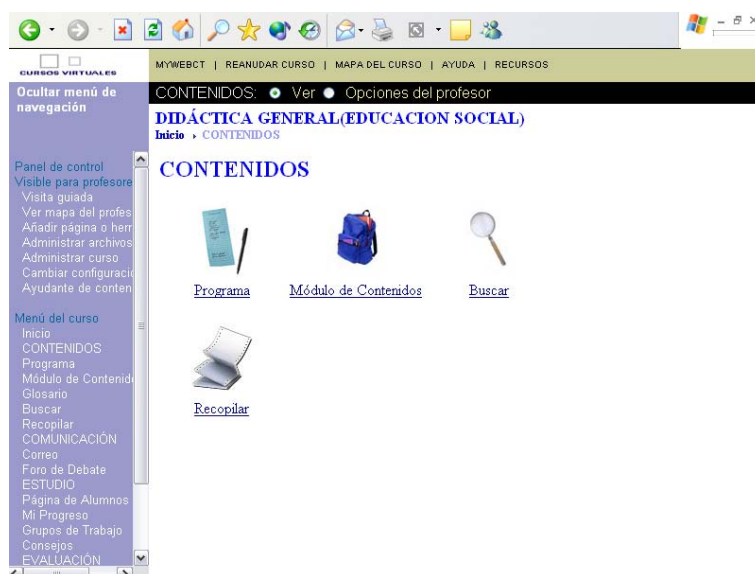 CURSOS VIRTUALES
MYWEBCT | REANUDAR CURSO | MAPA DEL CURSO | AYUDA | RECURSOS
Ocultar menú de
navegación
CONTENIDOS: Ver Opciones del profesor
DIDÁCTICA GENERAL(EDUCACION SOCIAL)
Inicio › CONTENIDOS
Panel de control
Visible para profesore
Visita guiada
Ver mapa del profes
Añadir página o herr
Administrar archivos
Administrar curso
Cambiar configuració
Ayudante de conten
Menú del curso
Inicio
CONTENIDOS
Programa
Módulo de Contenid
Glosario
Buscar
Recopilar
COMUNICACIÓN
Correo
Foro de Debate
ESTUDIO
Página de Alumnos
Mi Progreso
Grupos de Trabajo
Consejos
EVALUACIÓN
CONTENIDOS
Programa Módulo de Contenidos Buscar
Recopilar